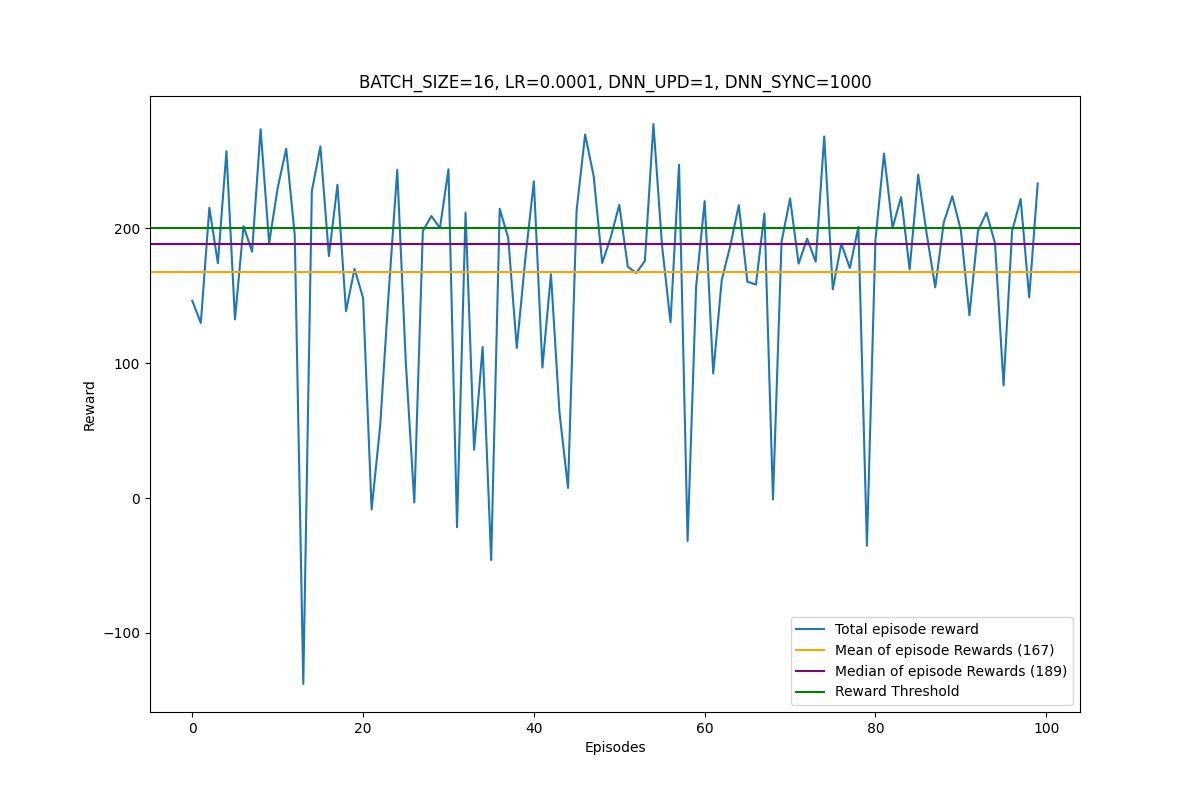 BATCH_SIZE=16, LR=0.0001, DNN_UPD=1, DNN_SYNC=1000
Reward
200
100
0
−100
Total episode reward
Mean of episode Rewards (167)
Median of episode Rewards (189)
Reward Threshold
0 20 40 60 80 100
Episodes